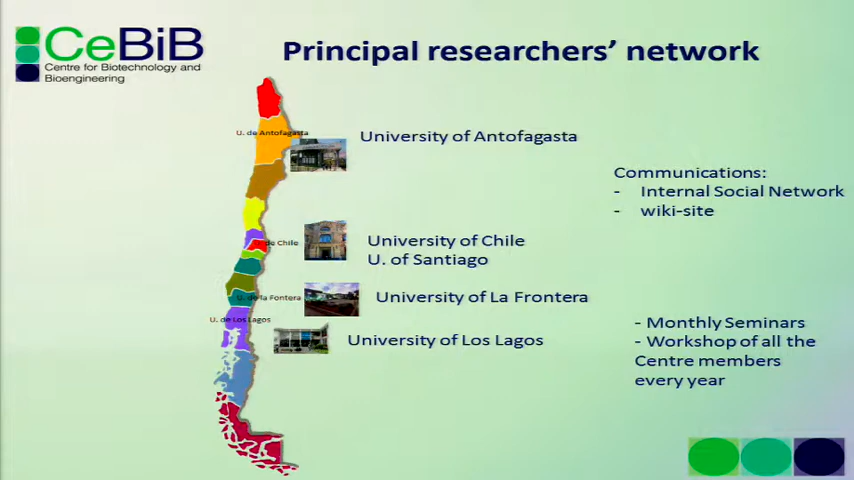 CeBiB
Centre for Biotechnology and
Bioengineering
Principal researchers' network
U. de Antofagasta
University of Antofagasta
Communications:
- Internal Social Network
- wiki-site
U. de Chile
University of Chile
U. of Santiago
U. de la Fontera
University of La Frontera
U. de Los Lagos
University of Los Lagos
- Monthly Seminars
- Workshop of all the
Centre members
every year